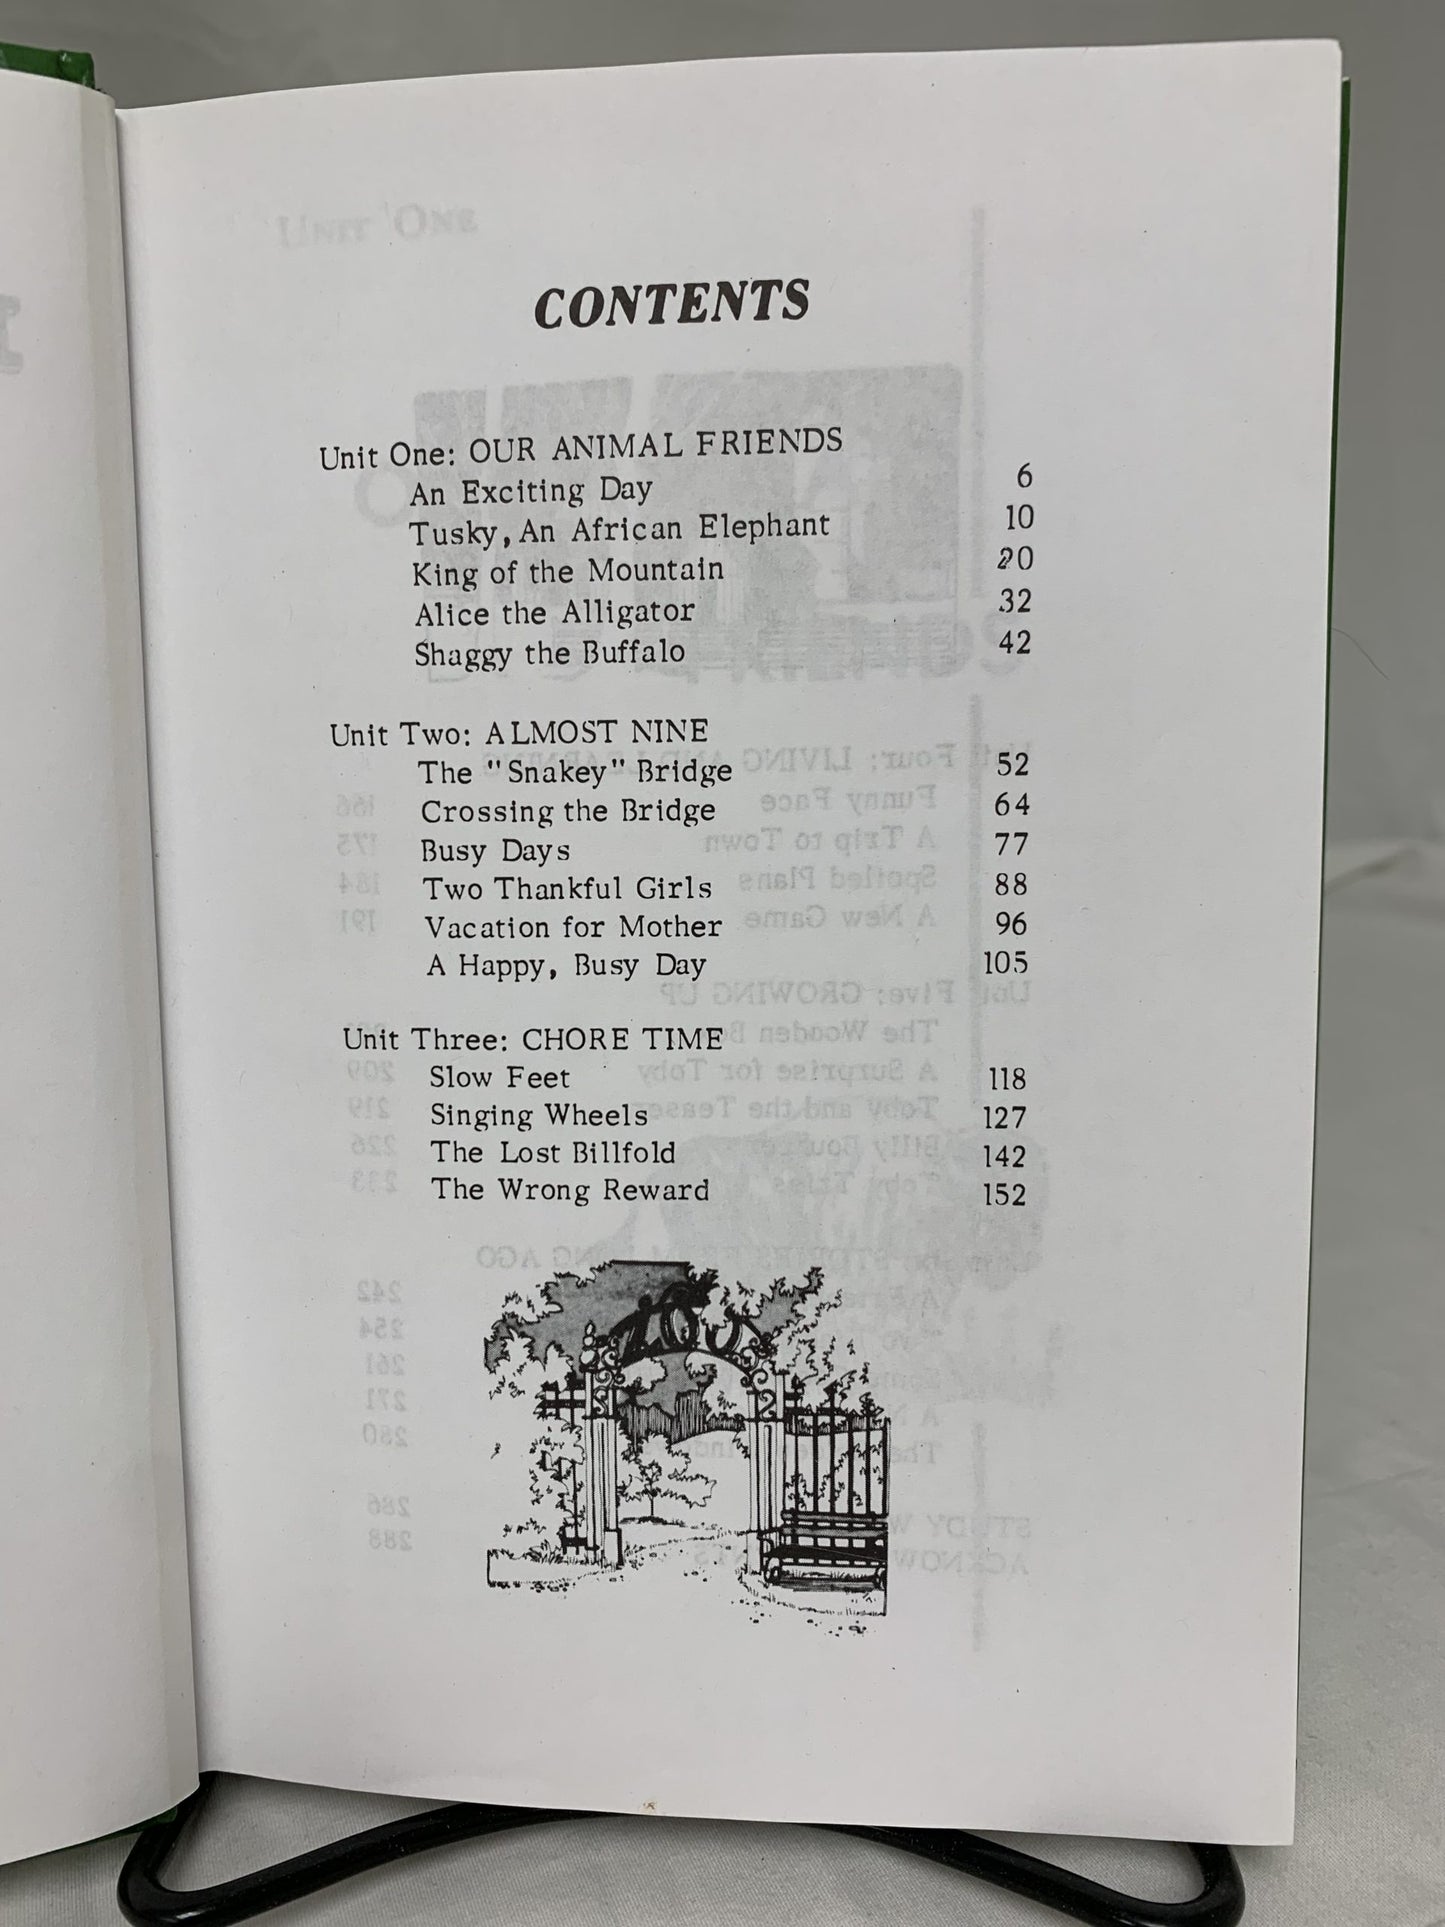 UNIT ONE
CONTENTS
Unit One: OUR ANIMAL FRIENDS
An Exciting Day 6
Tusky, An African Elephant 10
King of the Mountain 20
Alice the Alligator 32
Shaggy the Buffalo 42
Unit Two: ALMOST NINE
The "Snakey" Bridge 52
Crossing the Bridge 64
Busy Days 77
Two Thankful Girls 88
Vacation for Mother 96
A Happy, Busy Day 105
Unit Three: CHORE TIME
Slow Feet 118
Singing Wheels 127
The Lost Billfold 142
The Wrong Reward 152
ZOO